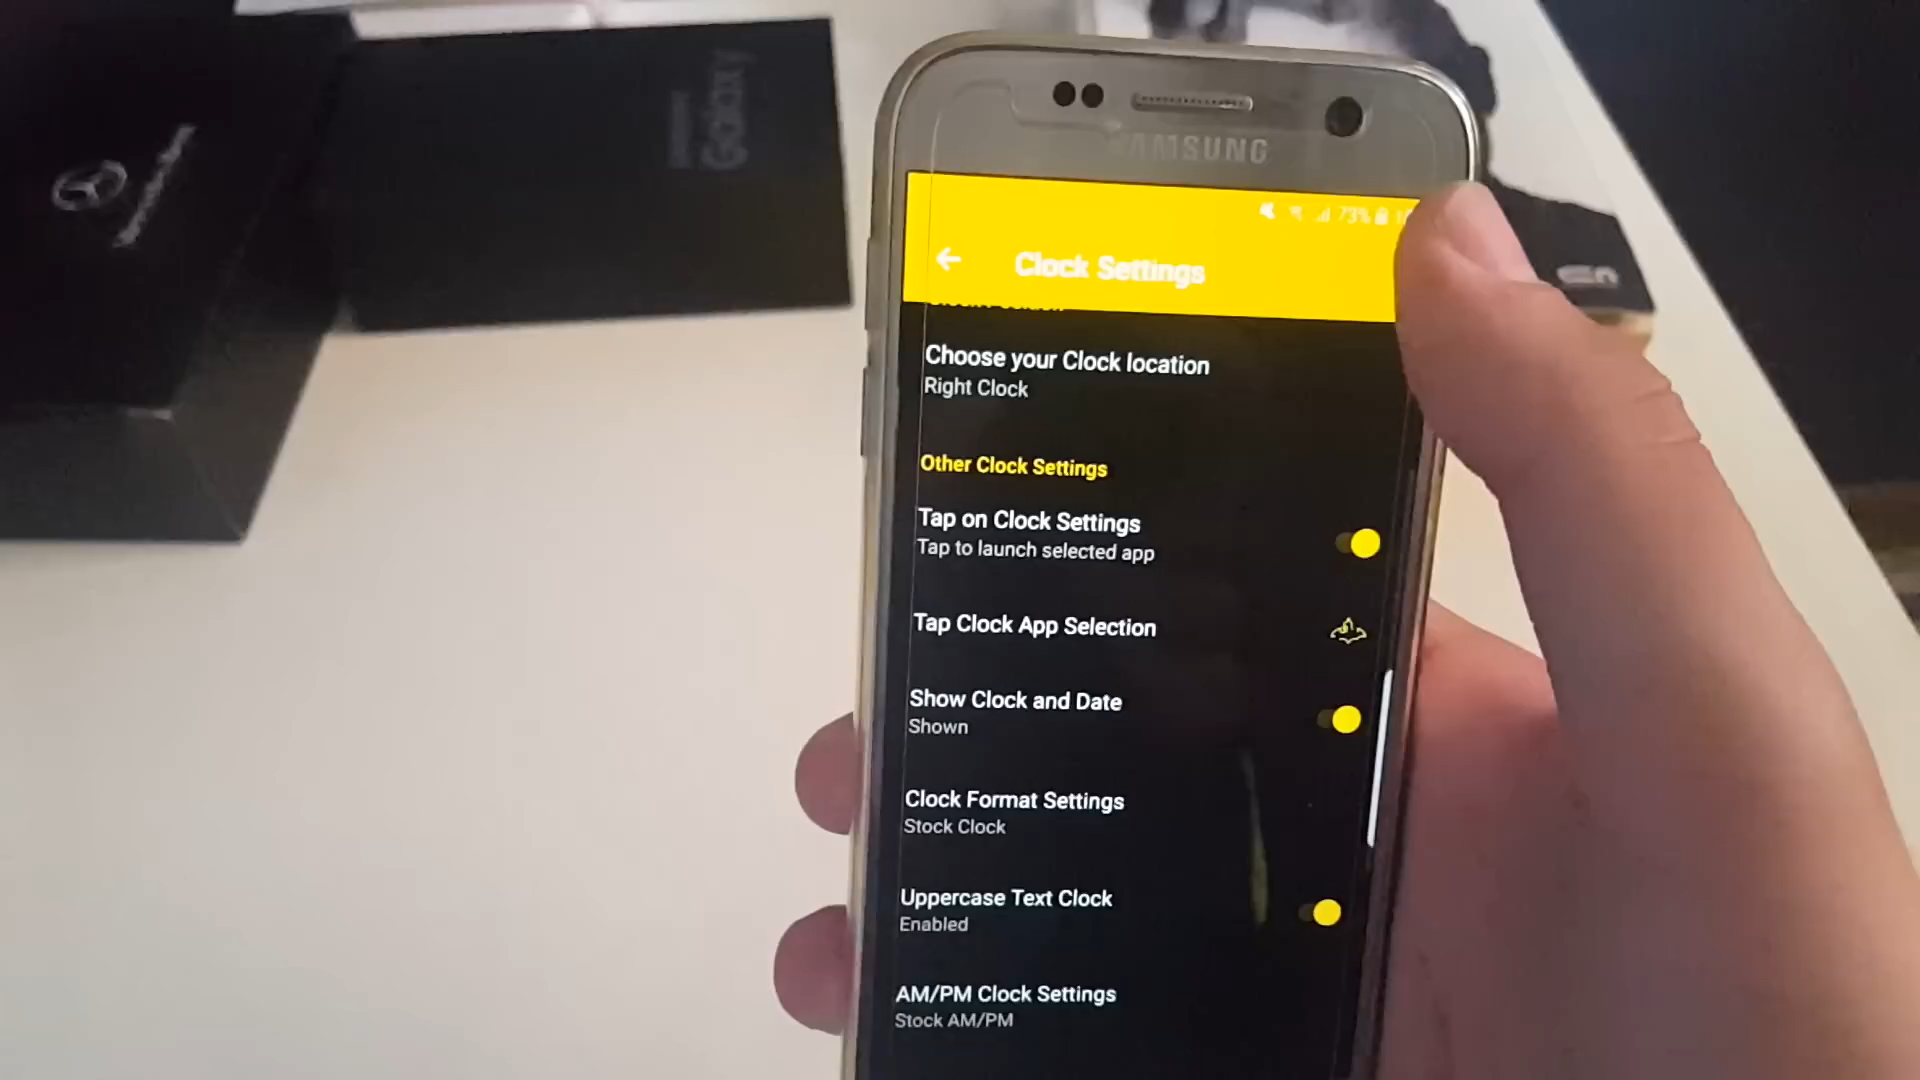 SAMSUNG
Galaxy
SAMSUNG
73%
Clock Settings
Choose your Clock location
Right Clock
Other Clock Settings
Tap on Clock Settings
Tap to launch selected app
Tap Clock App Selection
Show Clock and Date
Shown
Clock Format Settings
Stock Clock
Uppercase Text Clock
Enabled
AM/PM Clock Settings
Stock AM/PM